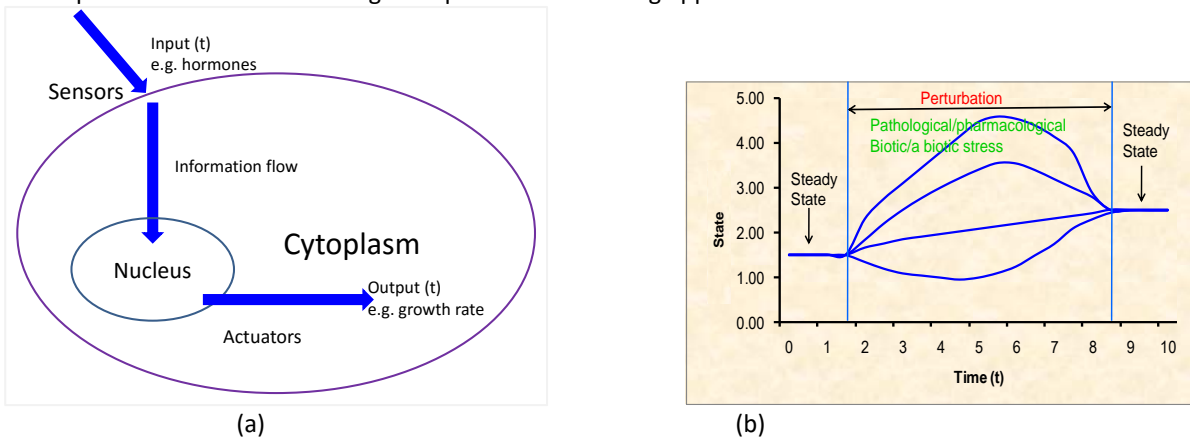 Input (t)
e.g. hormones
Sensors
Information flow
Cytoplasm
Nucleus
Output (t)
e.g. growth rate
Actuators
(a)
Perturbation
Pathological/pharmacological
Biotic/a biotic stress
Steady
State
Steady
State
State
5.00
4.00
3.00
2.00
1.00
0.00
0 1 2 3 4 5 6 7 8 9 10
Time (t)
(b)